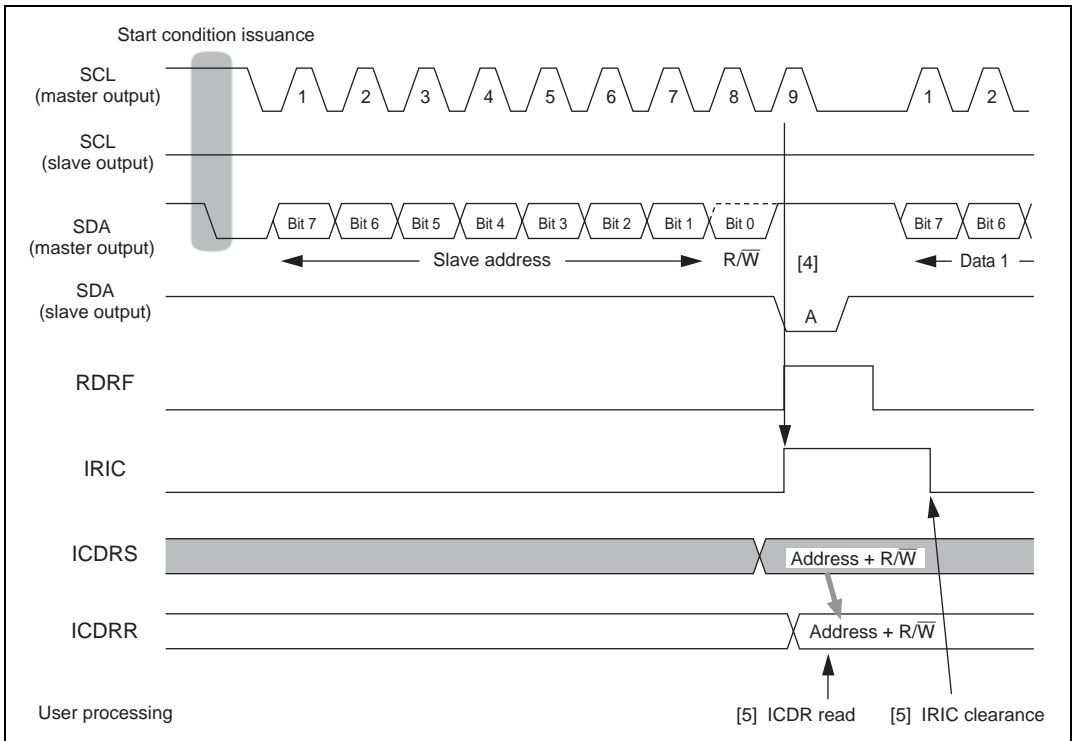 Start condition issuance
SCL
(master output)
1 2 3 4 5 6 7 8 9 1 2
SCL
(slave output)
SDA
(master output)
Bit 7 Bit 6 Bit 5 Bit 4 Bit 3 Bit 2 Bit 1 Bit 0 Bit 7 Bit 6
Slave address R/W̅ [4] Data 1
SDA
(slave output)
A
RDRF
IRIC
ICDRS
Address + R/W̅
ICDRR
Address + R/W̅
User processing
[5] ICDR read
[5] IRIC clearance